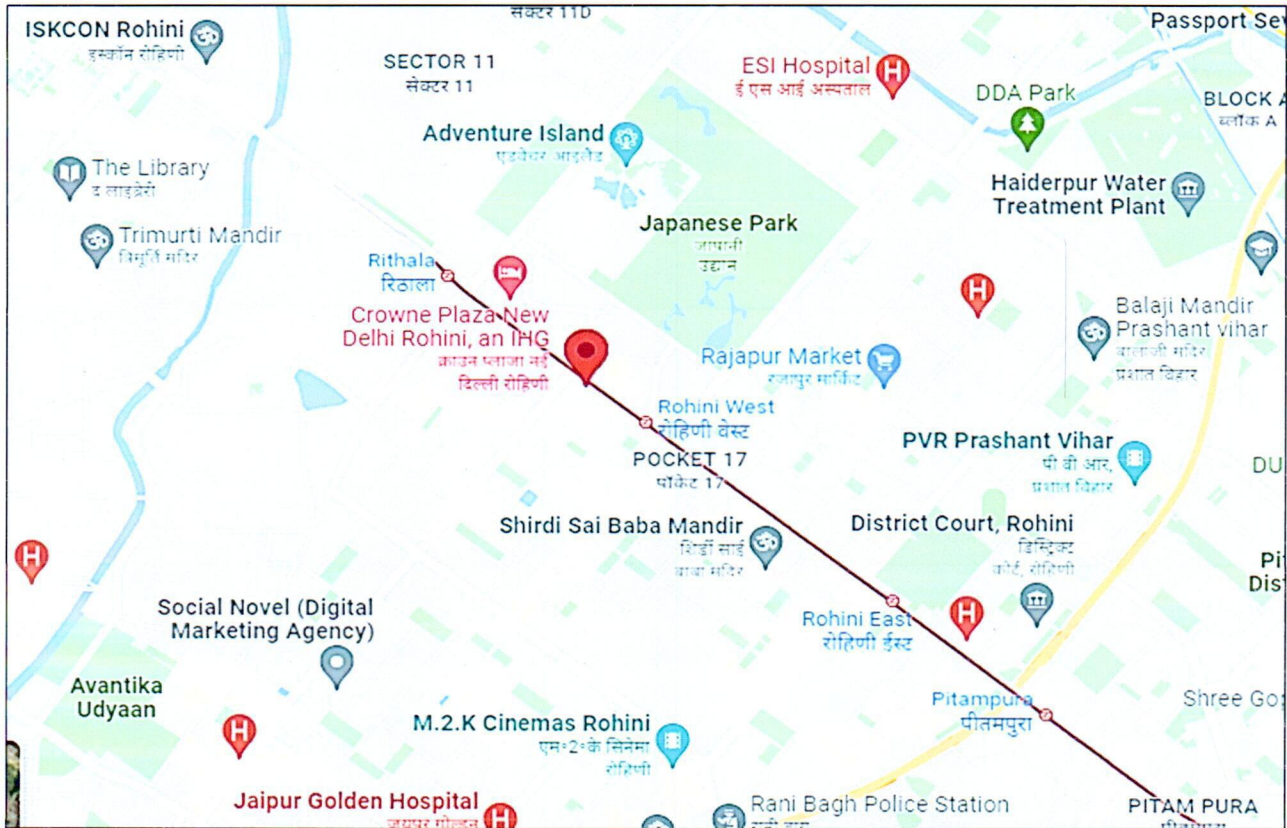 सेक्टर 11D
ISKCON Rohini
इस्कॉन रोहिणी
SECTOR 11
सेक्टर 11
ESI Hospital
ई एस आई अस्पताल
Passport Sev
DDA Park
BLOCK A
ब्लॉक A
Adventure Island
एडवेंचर आइलैंड
The Library
द लाइब्रेरी
Haiderpur Water
Treatment Plant
Trimurti Mandir
त्रिमूर्ति मंदिर
Japanese Park
जापानी
उद्यान
Rithala
रिठाला
Crowne Plaza New
Delhi Rohini, an IHG
क्राउन प्लाजा नई
दिल्ली रोहिणी
Balaji Mandir
Prashant vihar
बालाजी मंदिर
प्रशांत विहार
Rajapur Market
रजापुर मार्किट
Rohini West
रोहिणी वेस्ट
POCKET 17
पॉकेट 17
PVR Prashant Vihar
पी वी आर,
प्रशांत विहार
DU
Shirdi Sai Baba Mandir
शिर्डी साई
बाबा मंदिर
District Court, Rohini
डिस्ट्रिक्ट
कोर्ट, रोहिणी
Pi
Dis
Social Novel (Digital
Marketing Agency)
Rohini East
रोहिणी ईस्ट
Avantika
Udyaan
Pitampura
पीतमपुरा
Shree Go
M.2.K Cinemas Rohini
एम॰2॰के सिनेमा
रोहिणी
Jaipur Golden Hospital
जयपुर गोल्डन
Rani Bagh Police Station
रानी बाग
PITAM PURA
पीतमपुरा